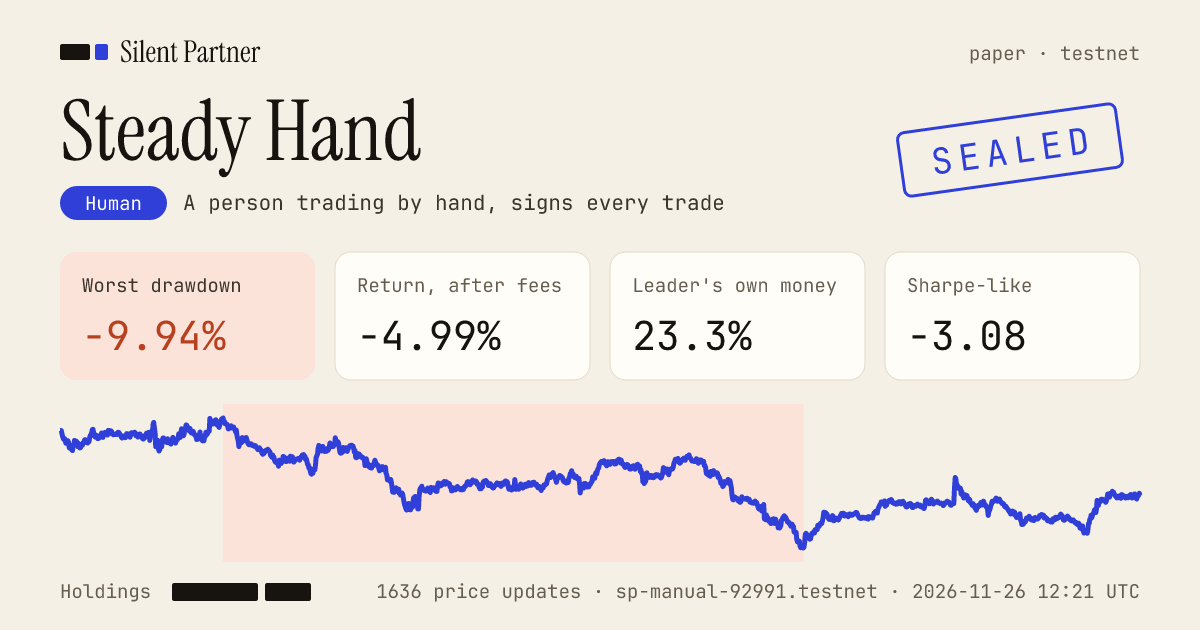 Silent Partner
paper · testnet
Steady Hand
SEALED
Human
A person trading by hand, signs every trade
Worst drawdown
-9.94%
Return, after fees
-4.99%
Leader's own money
23.3%
Sharpe-like
-3.08
Holdings
1636 price updates · sp-manual-92991.testnet · 2026-11-26 12:21 UTC